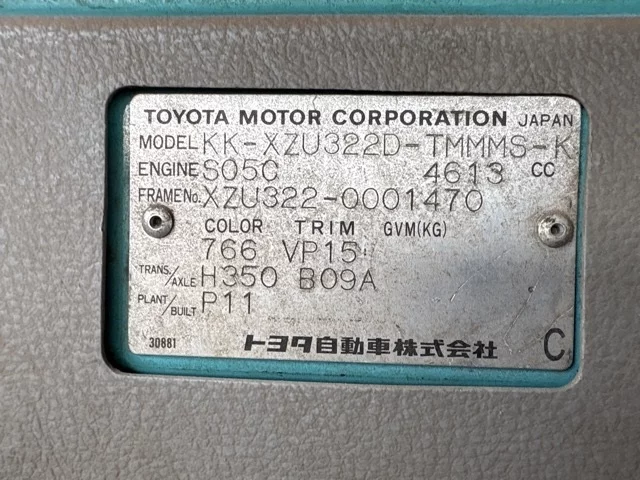 TOYOTA MOTOR CORPORATION JAPAN
MODEL KK-XZU322D-TMMMS-K
ENGINE S05C 4613 CC
FRAME No. XZU322-0001470
COLOR TRIM GVM(KG)
766 VP15
TRANS./AXLE H350 B09A
PLANT/BUILT P11
30881 トヨタ自動車株式会社 C